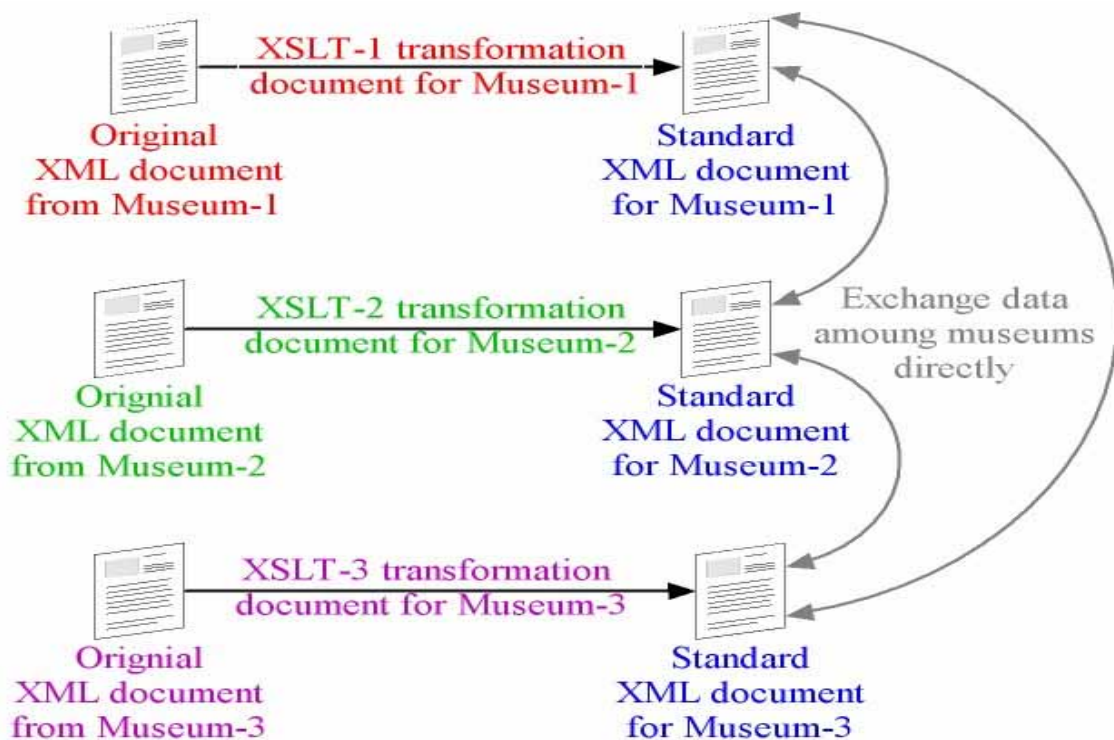 XSLT-1 transformation
document for Museum-1
Original
XML document
from Museum-1
Standard
XML document
for Museum-1
XSLT-2 transformation
document for Museum-2
Exchange data
amoung museums
directly
Orignial
XML document
from Museum-2
Standard
XML document
for Museum-2
XSLT-3 transformation
document for Museum-3
Orignial
XML document
from Museum-3
Standard
XML document
for Museum-3